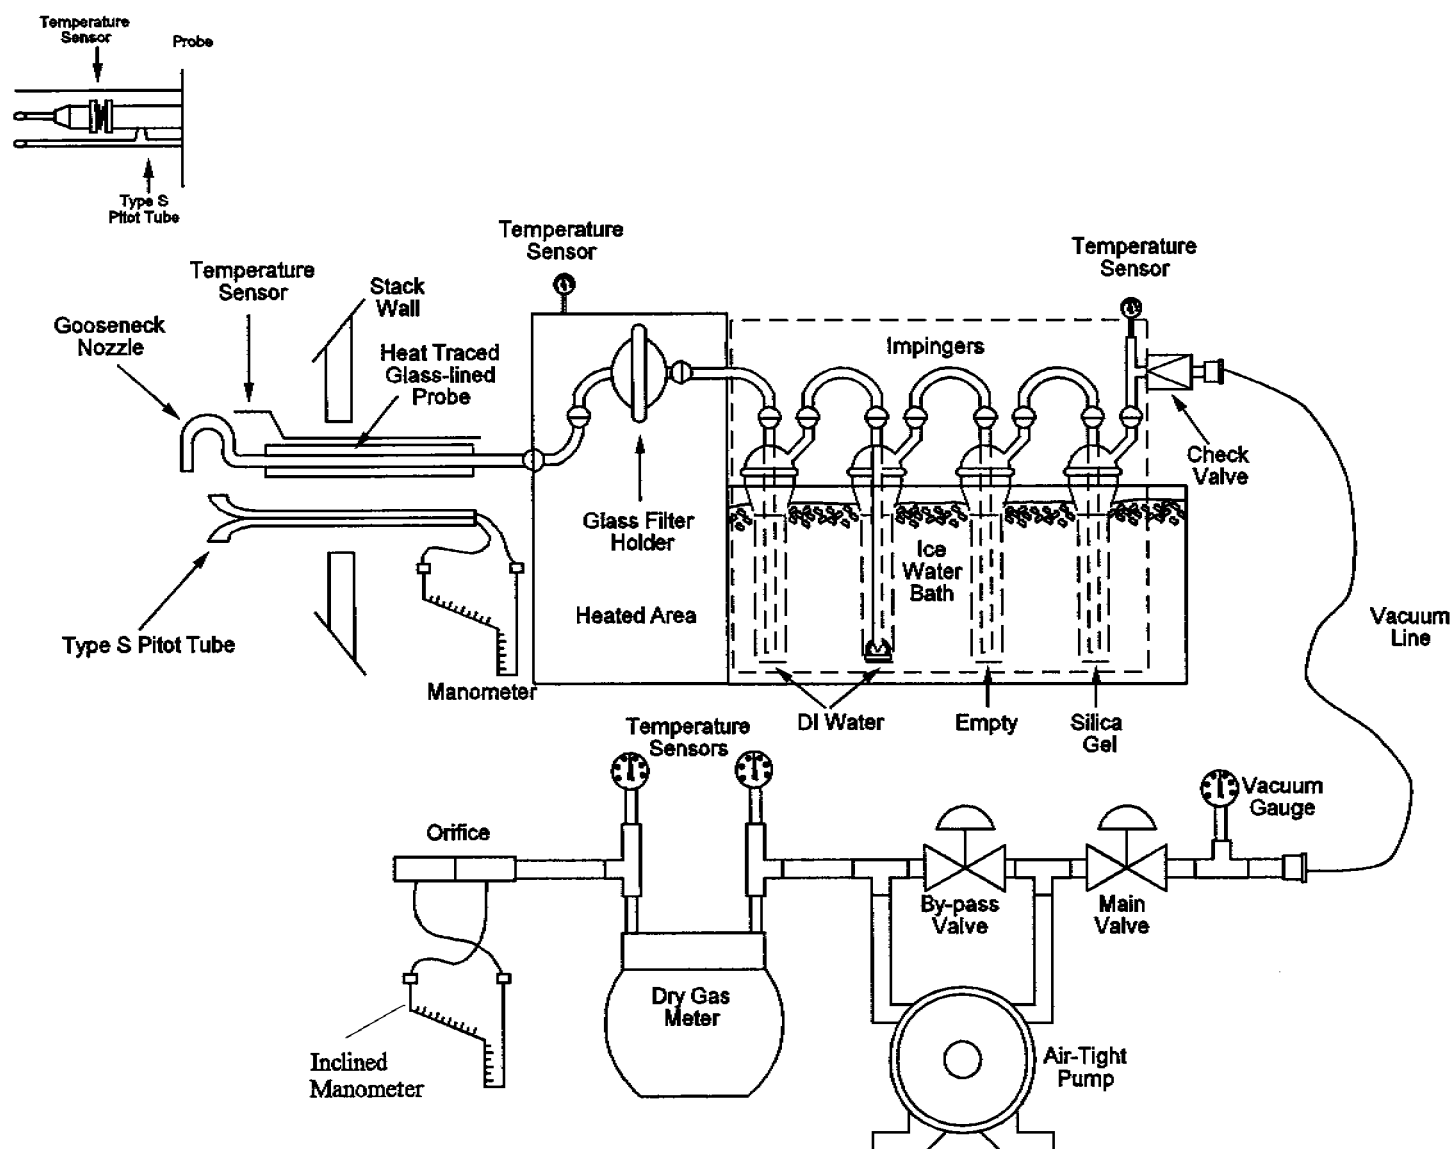 Temperature
Sensor
Probe
Type S
Pitot Tube
Temperature
Sensor
Temperature
Sensor
Temperature
Sensor
Stack
Wall
Gooseneck
Nozzle
Heat Traced
Glass-lined
Probe
Impingers
Check
Valve
Glass Filter
Holder
Ice
Water
Bath
Heated Area
Vacuum
Line
Type S Pitot Tube
Manometer
DI Water
Empty
Silica
Gel
Temperature
Sensors
Vacuum
Gauge
Orifice
By-pass
Valve
Main
Valve
Dry Gas
Meter
Air-Tight
Pump
Inclined
Manometer